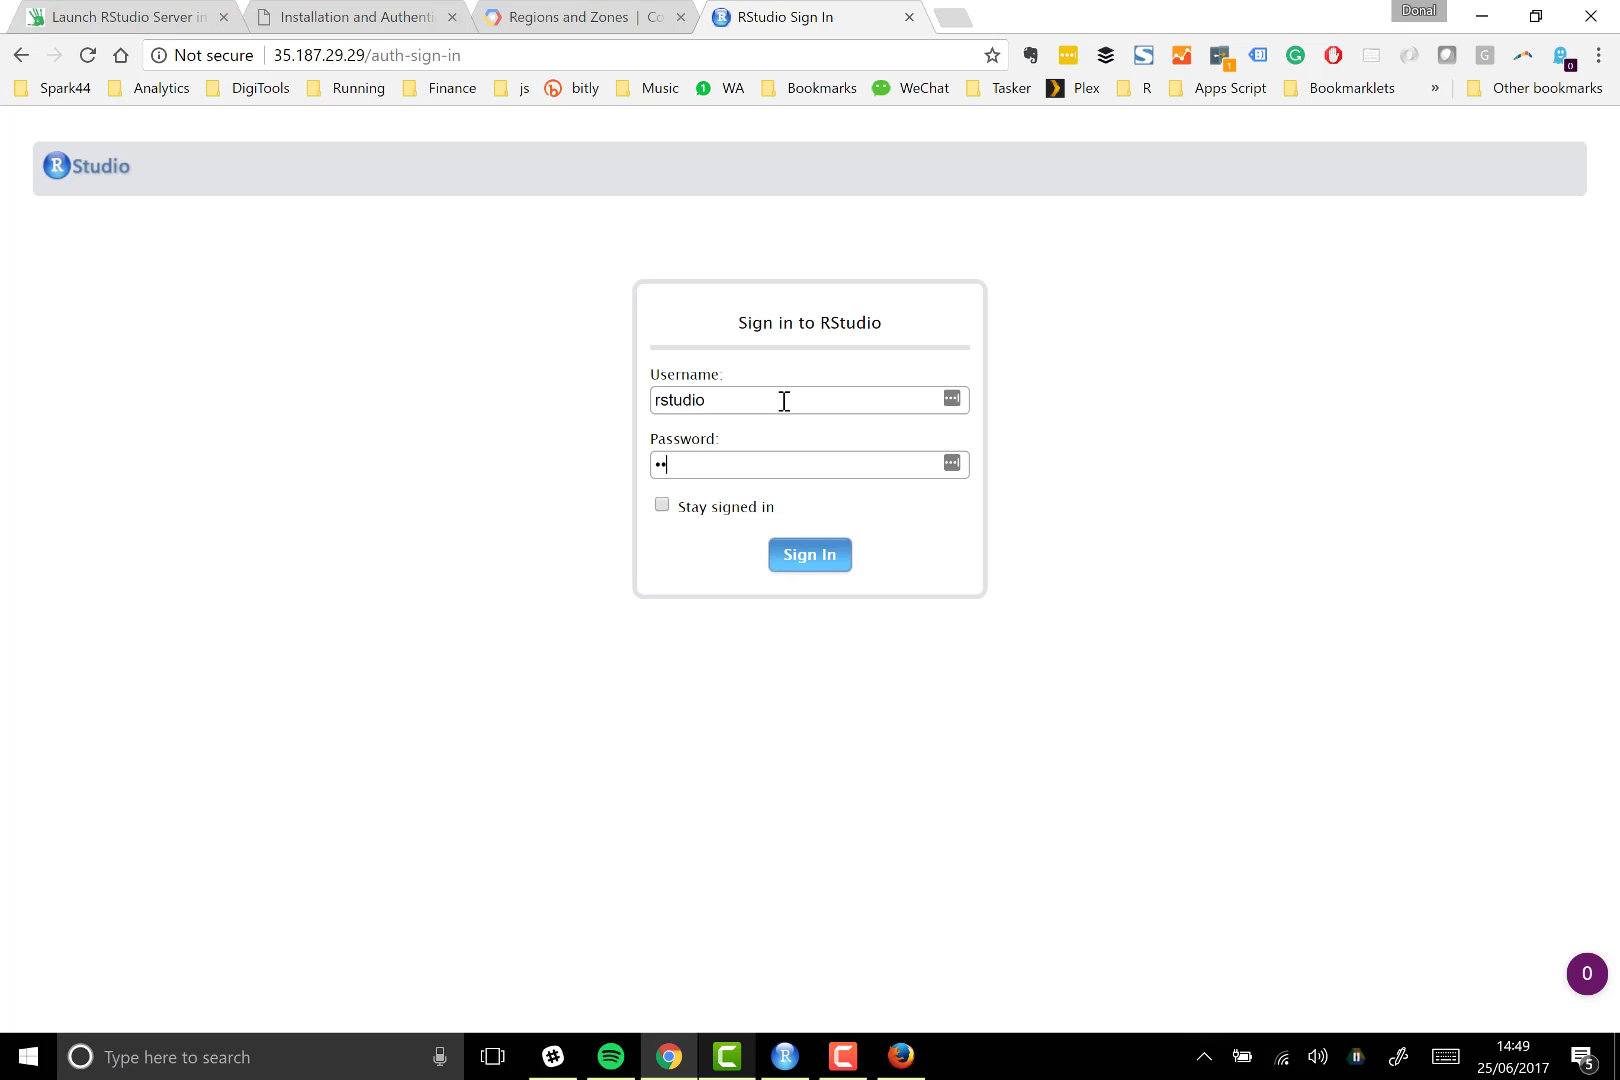 Launch RStudio Server in
Installation and Authenti
Regions and Zones | Co
RStudio Sign In
Donal
Not secure 35.187.29.29/auth-sign-in
Spark44 Analytics DigiTools Running Finance js bitly Music 1 WA Bookmarks WeChat Tasker Plex R Apps Script Bookmarklets » Other bookmarks
R Studio
Sign in to RStudio
Username:
rstudio
Password:
Stay signed in
Sign In
0
Type here to search
14:49
25/06/2017
5